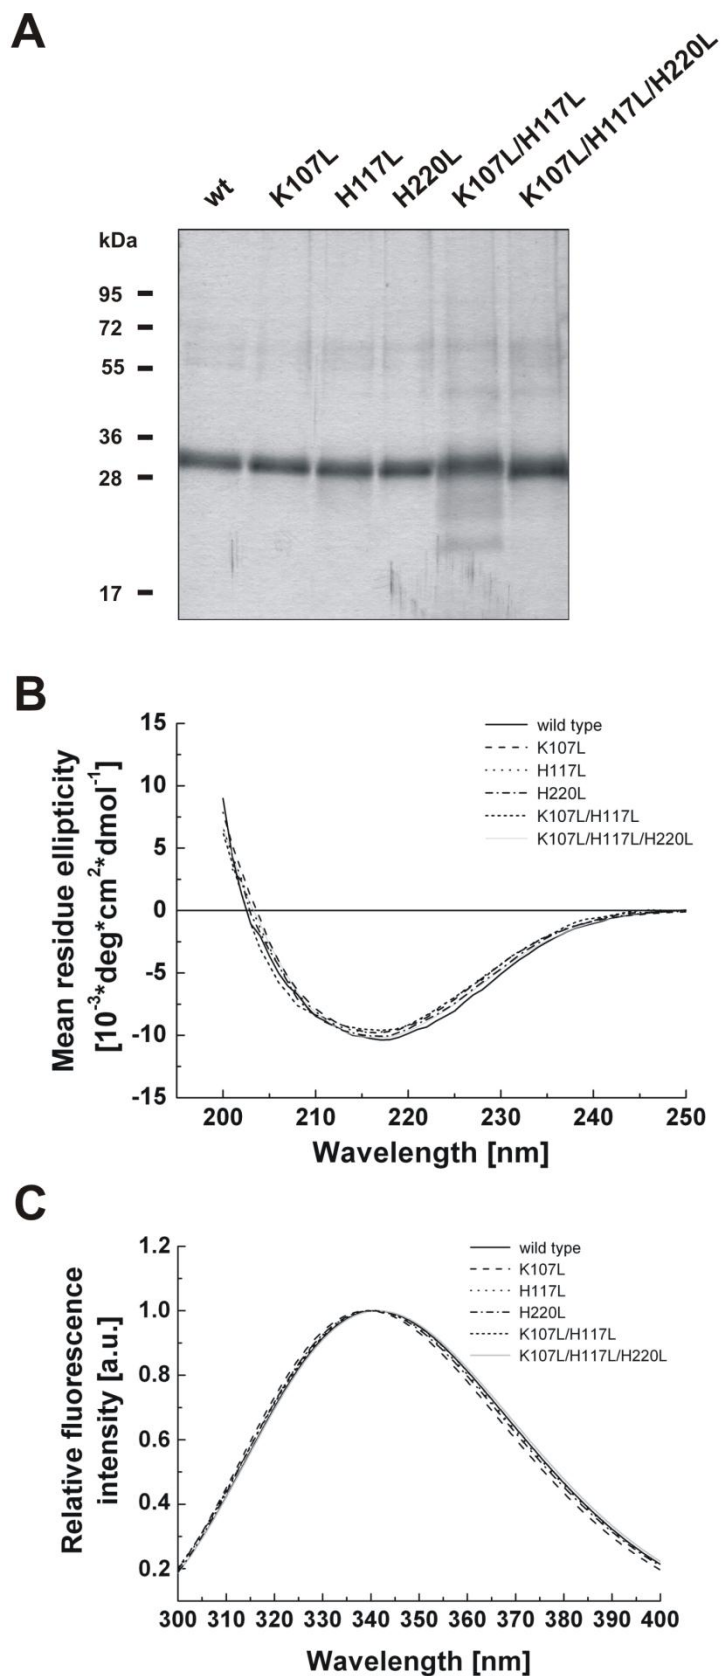 A
wt
K107L
H117L
H220L
K107L/H117L
K107L/H117L/H220L
kDa
95
72
55
36
28
17
B
Mean residue ellipticity
[10⁻³*deg*cm²*dmol⁻¹]
15
10
5
0
-5
-10
-15
wild type
K107L
H117L
H220L
K107L/H117L
K107L/H117L/H220L
200 210 220 230 240 250
Wavelength [nm]
C
Relative fluorescence
intensity [a.u.]
1.2
1.0
0.8
0.6
0.4
0.2
wild type
K107L
H117L
H220L
K107L/H117L
K107L/H117L/H220L
300 310 320 330 340 350 360 370 380 390 400
Wavelength [nm]